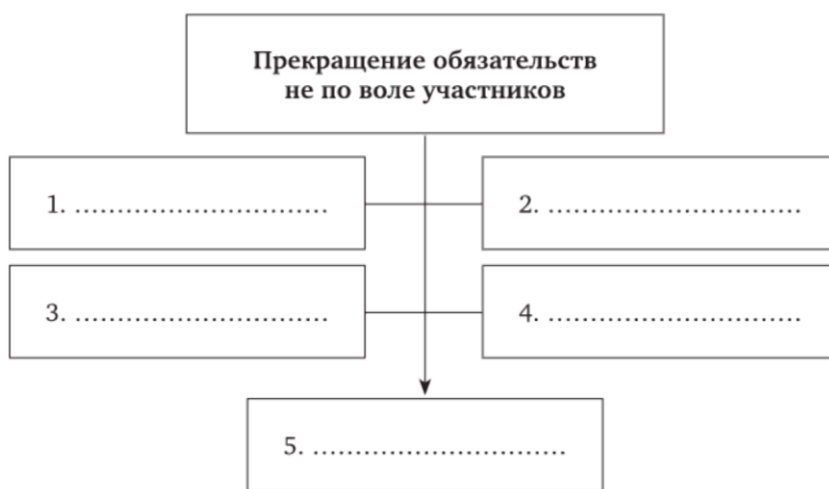 Прекращение обязательств
не по воле участников
1. ..............................
2. ..............................
3. ..............................
4. ..............................
5. ..............................